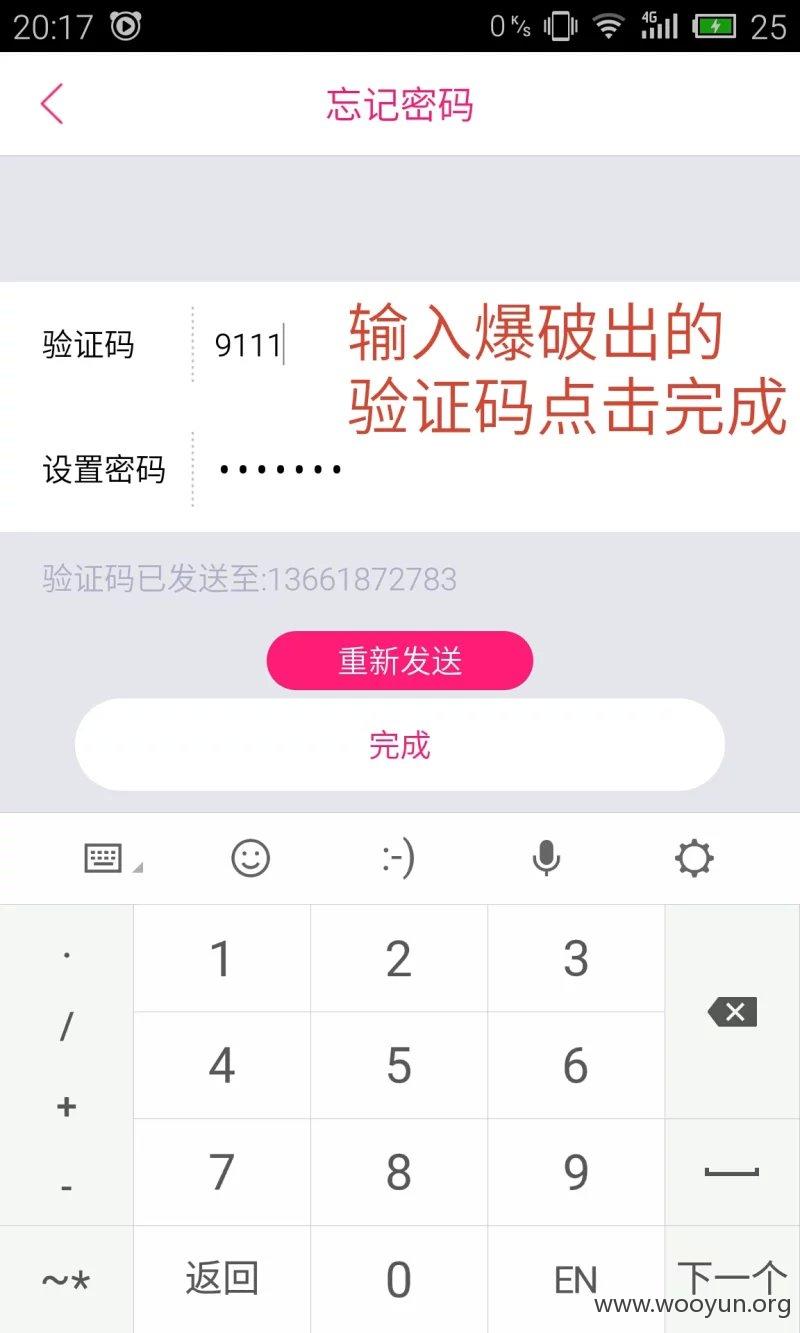 20:17 0 K/s 4G 25
忘记密码
验证码 9111
输入爆破出的
验证码点击完成
设置密码 •••••••
验证码已发送至:13661872783
重新发送
完成
:-)
· 1 2 3
/ 4 5 6
+
- 7 8 9
~* 返回 0 EN 下一个
www.wooyun.org